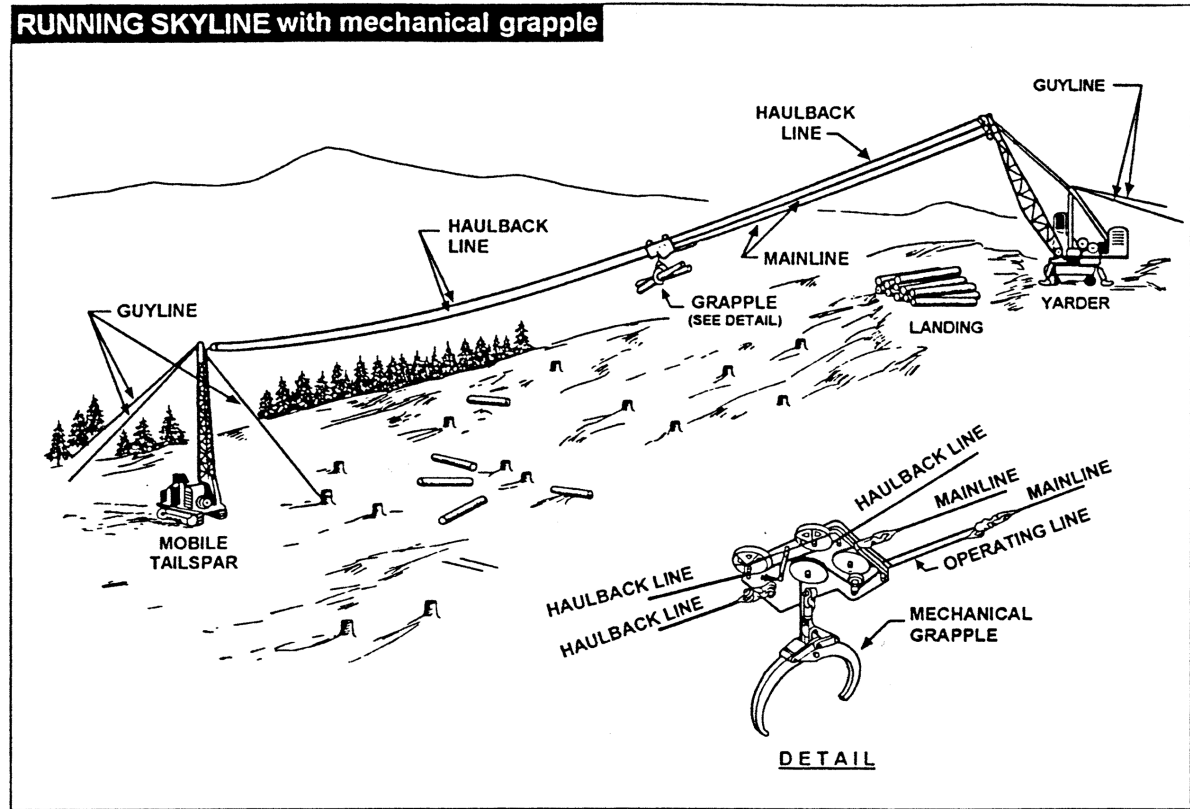 RUNNING SKYLINE with mechanical grapple
GUYLINE
HAULBACK
LINE
HAULBACK
LINE
MAINLINE
GUYLINE
GRAPPLE
(SEE DETAIL)
LANDING
YARDER
MOBILE
TAILSPAR
HAULBACK LINE
MAINLINE
MAINLINE
OPERATING LINE
HAULBACK LINE
HAULBACK LINE
MECHANICAL
GRAPPLE
DETAIL